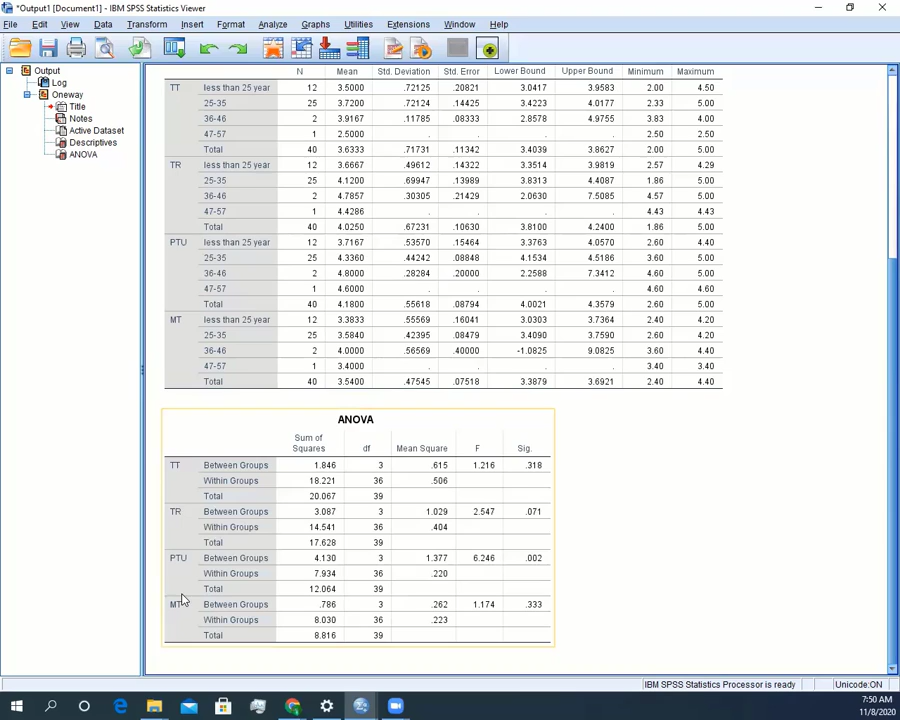 *Output1 [Document1] - IBM SPSS Statistics Viewer
File Edit View Data Transform Insert Format Analyze Graphs Utilities Extensions Window Help
Output
Log
Oneway
Title
Notes
Active Dataset
Descriptives
ANOVA
N Mean Std. Deviation Std. Error Lower Bound Upper Bound Minimum Maximum
TT less than 25 year 12 3.5000 .72125 .20821 3.0417 3.9583 2.00 4.50
25-35 25 3.7200 .72124 .14425 3.4223 4.0177 2.33 5.00
36-46 2 3.9167 .11785 .08333 2.8578 4.9755 3.83 4.00
47-57 1 2.5000 . . . . 2.50 2.50
Total 40 3.6333 .71731 .11342 3.4039 3.8627 2.00 5.00
TR less than 25 year 12 3.6667 .49612 .14322 3.3514 3.9819 2.57 4.29
25-35 25 4.1200 .69947 .13989 3.8313 4.4087 1.86 5.00
36-46 2 4.7857 .30305 .21429 2.0630 7.5085 4.57 5.00
47-57 1 4.4286 . . . . 4.43 4.43
Total 40 4.0250 .67231 .10630 3.8100 4.2400 1.86 5.00
PTU less than 25 year 12 3.7167 .53570 .15464 3.3763 4.0570 2.60 4.40
25-35 25 4.3360 .44242 .08848 4.1534 4.5186 3.60 5.00
36-46 2 4.8000 .28284 .20000 2.2588 7.3412 4.60 5.00
47-57 1 4.6000 . . . . 4.60 4.60
Total 40 4.1800 .55618 .08794 4.0021 4.3579 2.60 5.00
MT less than 25 year 12 3.3833 .55569 .16041 3.0303 3.7364 2.40 4.20
25-35 25 3.5840 .42395 .08479 3.4090 3.7590 2.60 4.20
36-46 2 4.0000 .56569 .40000 -1.0825 9.0825 3.60 4.40
47-57 1 3.4000 . . . . 3.40 3.40
Total 40 3.5400 .47545 .07518 3.3879 3.6921 2.40 4.40
ANOVA
Sum of
Squares df Mean Square F Sig.
TT Between Groups 1.846 3 .615 1.216 .318
Within Groups 18.221 36 .506
Total 20.067 39
TR Between Groups 3.087 3 1.029 2.547 .071
Within Groups 14.541 36 .404
Total 17.628 39
PTU Between Groups 4.130 3 1.377 6.246 .002
Within Groups 7.934 36 .220
Total 12.064 39
MT Between Groups .786 3 .262 1.174 .333
Within Groups 8.030 36 .223
Total 8.816 39
IBM SPSS Statistics Processor is ready Unicode:ON
7:50 AM
11/8/2020